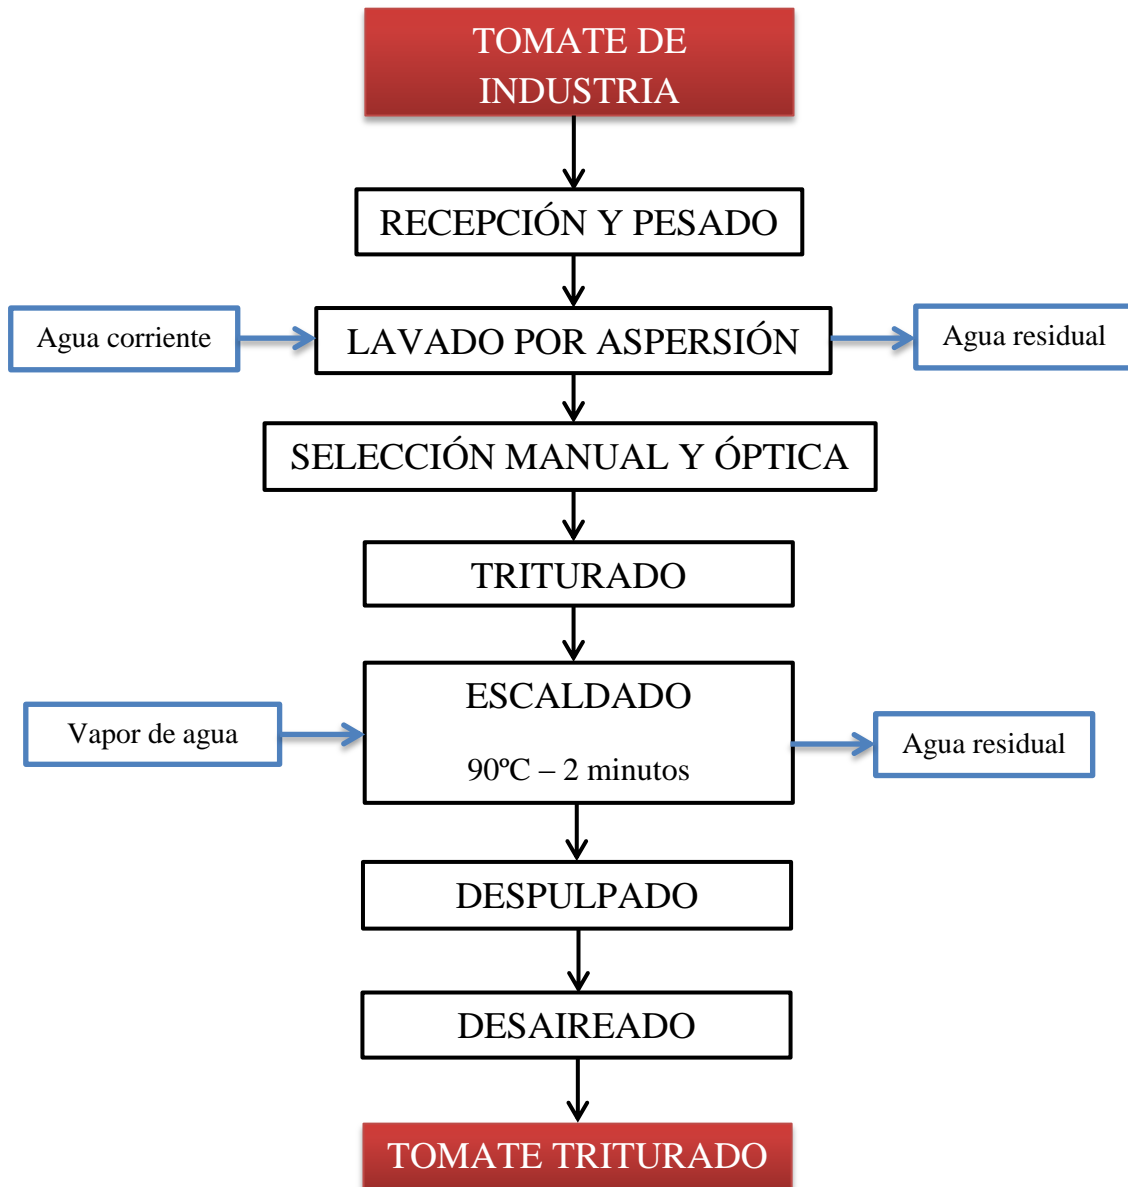 TOMATE DE
INDUSTRIA
RECEPCIÓN Y PESADO
Agua corriente
LAVADO POR ASPERSIÓN
Agua residual
SELECCIÓN MANUAL Y ÓPTICA
TRITURADO
ESCALDADO
Vapor de agua
90ºC – 2 minutos
Agua residual
DESPULPADO
DESAIREADO
TOMATE TRITURADO